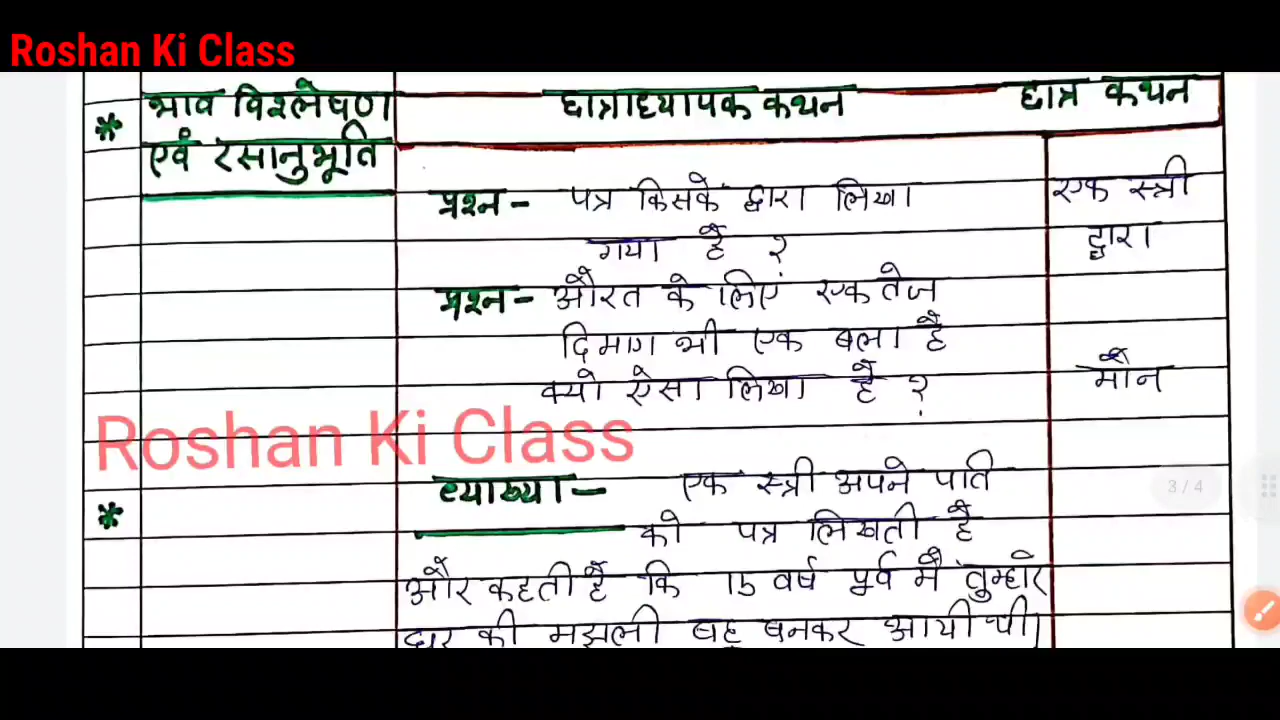 Roshan Ki Class
* भाव विश्लेषण छात्राध्यापक कथन छात्र कथन
एवं रसानुभूति
प्रश्न - पत्र किसके द्वारा लिखा एक स्त्री
गया है ? द्वारा
प्रश्न - औरत के लिए एक तेज
दिमाग भी एक बला है
क्यो ऐसा लिखा है ? मौन
Roshan Ki Class
* व्याख्या - एक स्त्री अपने पति
3 / 4
को पत्र लिखती है
और कहती है कि 15 वर्ष पूर्व मै तुम्हारे
घर की मझली बहू बनकर आयी थी।